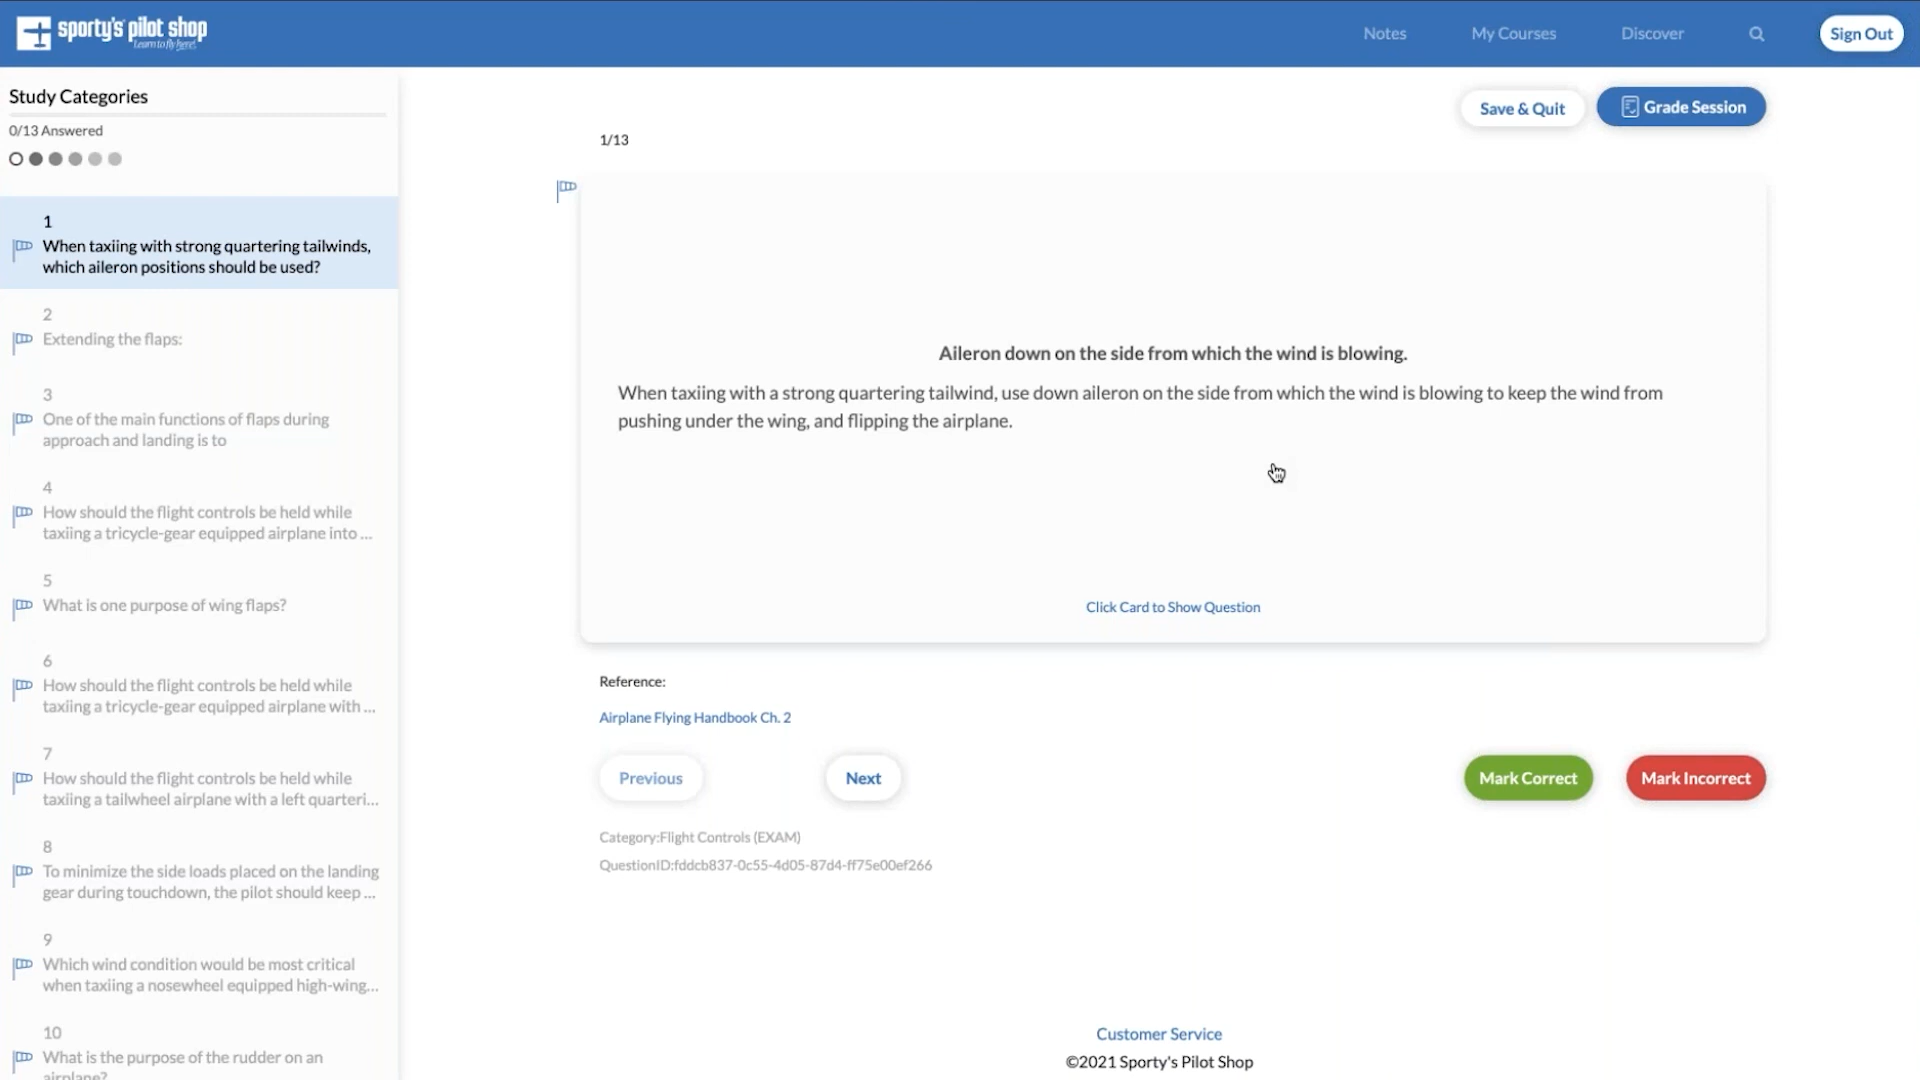 sporty's pilot shop
Learn to fly here!
Notes
My Courses
Discover
Sign Out
Study Categories
0/13 Answered
1
When taxiing with strong quartering tailwinds,
which aileron positions should be used?
2
Extending the flaps:
3
One of the main functions of flaps during
approach and landing is to
4
How should the flight controls be held while
taxiing a tricycle-gear equipped airplane into ...
5
What is one purpose of wing flaps?
6
How should the flight controls be held while
taxiing a tricycle-gear equipped airplane with ...
7
How should the flight controls be held while
taxiing a tailwheel airplane with a left quarteri...
8
To minimize the side loads placed on the landing
gear during touchdown, the pilot should keep ...
9
Which wind condition would be most critical
when taxiing a nosewheel equipped high-wing...
10
What is the purpose of the rudder on an
airplane?
Save & Quit
Grade Session
1/13
Aileron down on the side from which the wind is blowing.
When taxiing with a strong quartering tailwind, use down aileron on the side from which the wind is blowing to keep the wind from
pushing under the wing, and flipping the airplane.
Click Card to Show Question
Reference:
Airplane Flying Handbook Ch. 2
Previous
Next
Mark Correct
Mark Incorrect
Category:Flight Controls (EXAM)
QuestionID:fddcb837-0c55-4d05-87d4-ff75e00ef266
Customer Service
©2021 Sporty's Pilot Shop